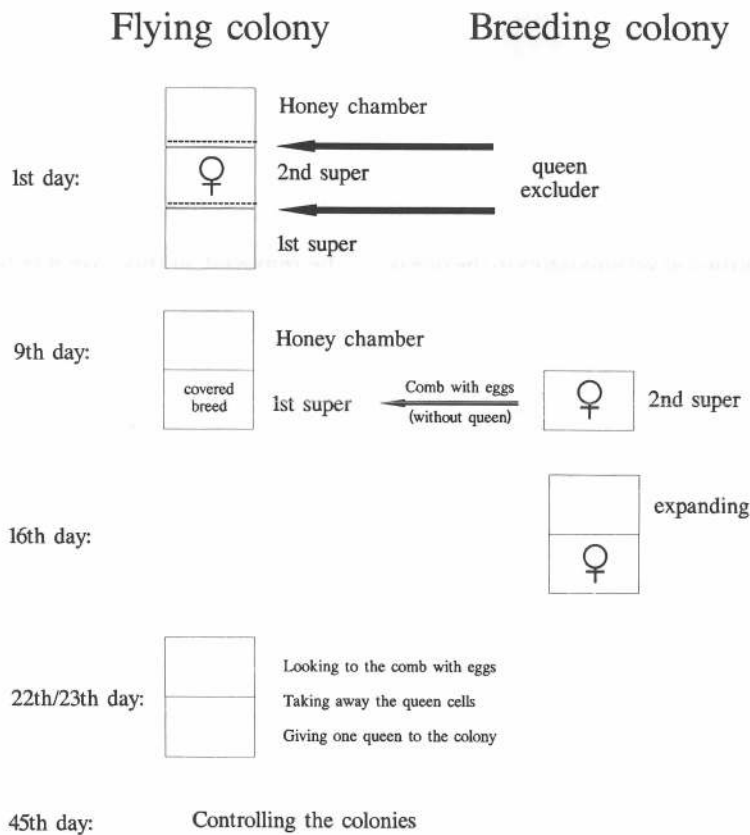 Flying colony
Breeding colony
Honey chamber
1st day:
2nd super
queen
excluder
1st super
9th day:
Honey chamber
covered
breed
1st super
Comb with eggs
(without queen)
2nd super
16th day:
expanding
22th/23th day:
Looking to the comb with eggs
Taking away the queen cells
Giving one queen to the colony
45th day:
Controlling the colonies